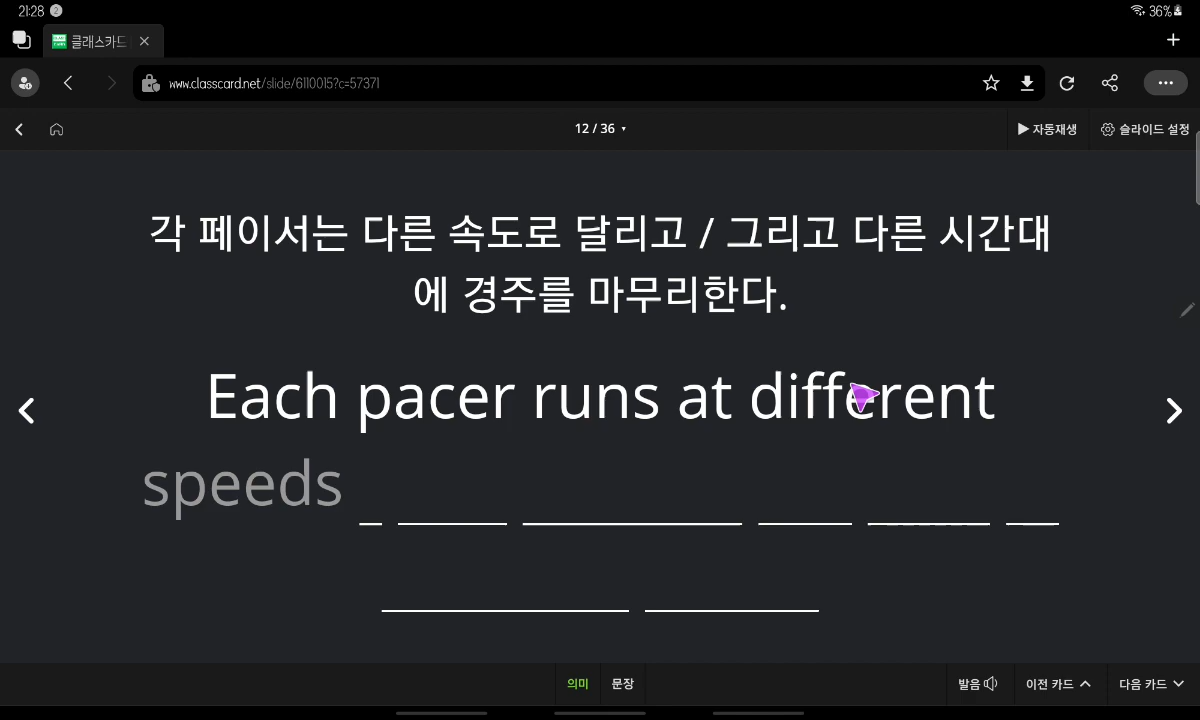 21:28 2
36%
클래스카드
www.classcard.net/slide/6110015?c=57371
12 / 36
자동재생
슬라이드 설정
각 페이서는 다른 속도로 달리고 / 그리고 다른 시간대
에 경주를 마무리한다.
Each pacer runs at different
speeds
의미
문장
발음
이전 카드
다음 카드